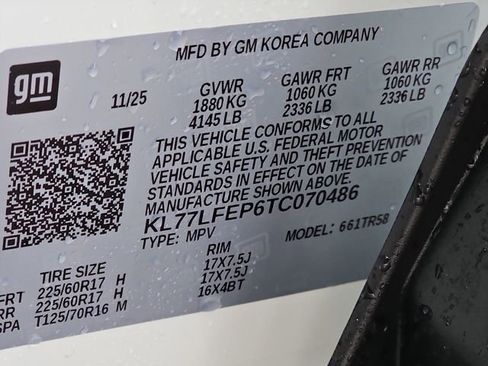 gm
MFD BY GM KOREA COMPANY
11/25
GVWR GAWR FRT GAWR RR
1880 KG 1060 KG 1060 KG
4145 LB 2336 LB 2336 LB
THIS VEHICLE CONFORMS TO ALL
APPLICABLE U.S. FEDERAL MOTOR
VEHICLE SAFETY AND THEFT PREVENTION
STANDARDS IN EFFECT ON THE DATE OF
MANUFACTURE SHOWN ABOVE.
KL77LFEP6TC070486
TYPE: MPV MODEL: 661TR58
TIRE SIZE RIM
FRT 225/60R17 H 17X7.5J
RR 225/60R17 H 17X7.5J
SPA T125/70R16 M 16X4BT